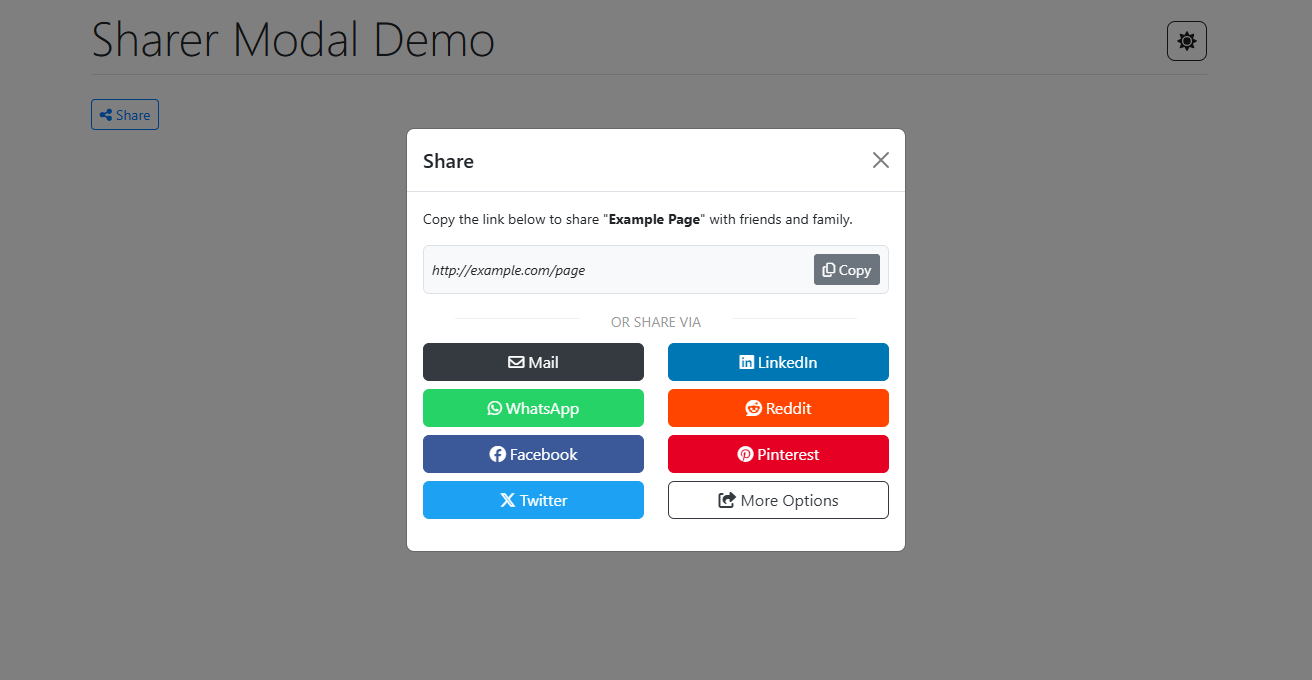 Sharer Modal Demo
Share
Share
Copy the link below to share "Example Page" with friends and family.
http://example.com/page
Copy
OR SHARE VIA
Mail
LinkedIn
WhatsApp
Reddit
Facebook
Pinterest
Twitter
More Options